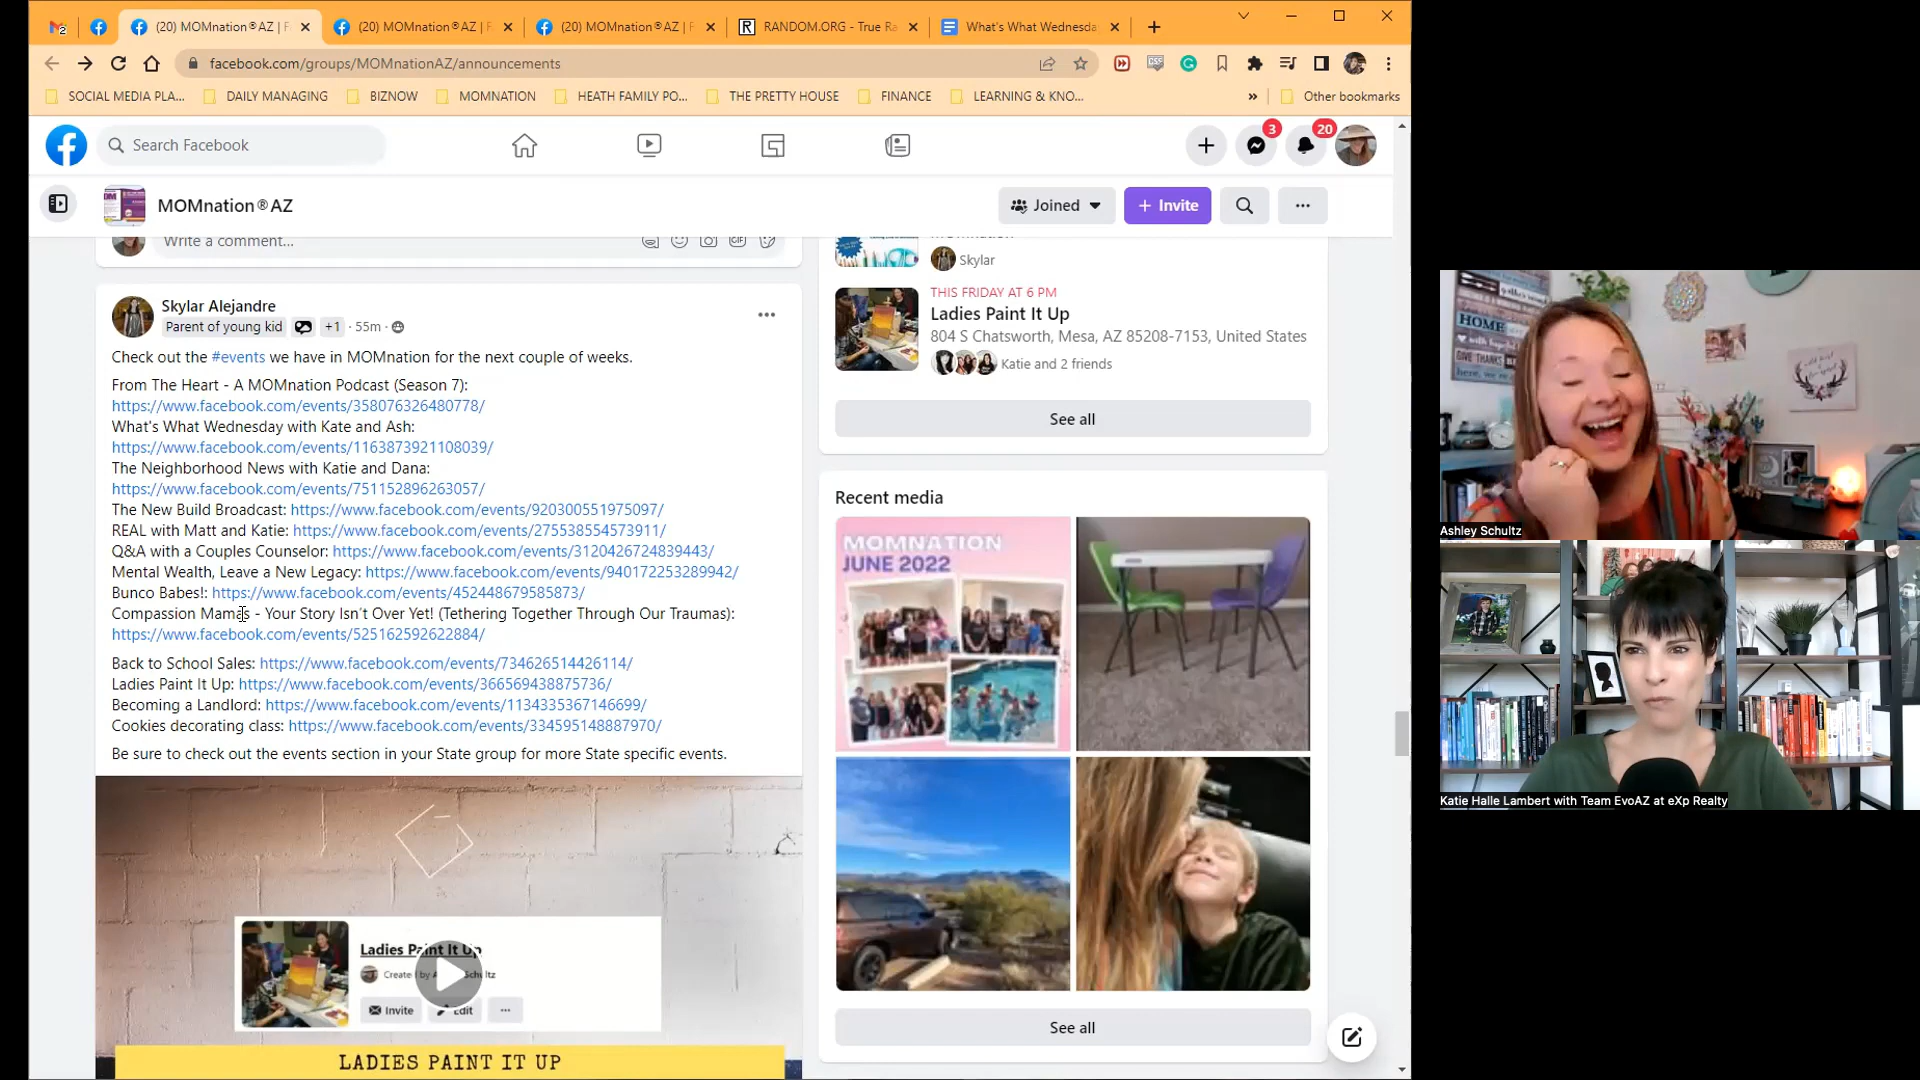 (20) MOMnation®AZ | F
(20) MOMnation®AZ | F
(20) MOMnation®AZ | F
RANDOM.ORG - True Ra
What's What Wednesda
facebook.com/groups/MOMnationAZ/announcements
SOCIAL MEDIA PLA...
DAILY MANAGING
BIZNOW
MOMNATION
HEATH FAMILY PO...
THE PRETTY HOUSE
FINANCE
LEARNING & KNO...
»
Other bookmarks
Search Facebook
3
20
MOMnation®AZ
Joined
+ Invite
Write a comment...
GIF
Skylar Alejandre
Parent of young kid +1 · 55m ·
Check out the #events we have in MOMnation for the next couple of weeks.
From The Heart - A MOMnation Podcast (Season 7):
https://www.facebook.com/events/358076326480778/
What's What Wednesday with Kate and Ash:
https://www.facebook.com/events/1163873921108039/
The Neighborhood News with Katie and Dana:
https://www.facebook.com/events/751152896263057/
The New Build Broadcast: https://www.facebook.com/events/920300551975097/
REAL with Matt and Katie: https://www.facebook.com/events/275538554573911/
Q&A with a Couples Counselor: https://www.facebook.com/events/3120426724839443/
Mental Wealth, Leave a New Legacy: https://www.facebook.com/events/940172253289942/
Bunco Babes!: https://www.facebook.com/events/452448679585873/
Compassion Mamas - Your Story Isn't Over Yet! (Tethering Together Through Our Traumas):
https://www.facebook.com/events/525162592622884/
Back to School Sales: https://www.facebook.com/events/734626514426114/
Ladies Paint It Up: https://www.facebook.com/events/366569438875736/
Becoming a Landlord: https://www.facebook.com/events/1134335367146699/
Cookies decorating class: https://www.facebook.com/events/334595148887970/
Be sure to check out the events section in your State group for more State specific events.
Ladies Paint It Up
Created by
Invite
Edit
LADIES PAINT IT UP
Skylar
THIS FRIDAY AT 6 PM
Ladies Paint It Up
804 S Chatsworth, Mesa, AZ 85208-7153, United States
Katie and 2 friends
See all
Recent media
MOMNATION
JUNE 2022
See all
HOME
GIVE THANKS
Ashley Schultz
Katie Halle Lambert with Team EvoAZ at eXp Realty